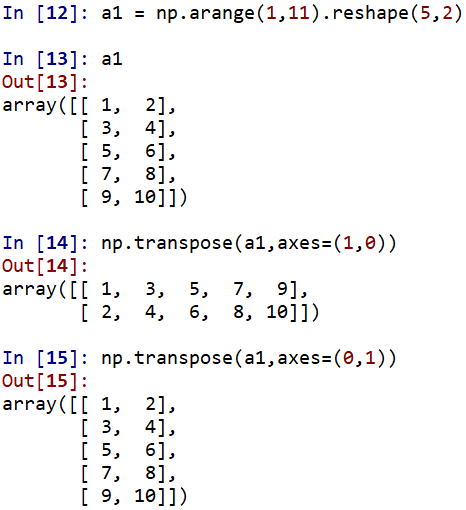 In [12]: a1 = np.arange(1,11).reshape(5,2)
In [13]: a1
Out[13]:
array([[ 1,  2],
       [ 3,  4],
       [ 5,  6],
       [ 7,  8],
       [ 9, 10]])
In [14]: np.transpose(a1,axes=(1,0))
Out[14]:
array([[ 1,  3,  5,  7,  9],
       [ 2,  4,  6,  8, 10]])
In [15]: np.transpose(a1,axes=(0,1))
Out[15]:
array([[ 1,  2],
       [ 3,  4],
       [ 5,  6],
       [ 7,  8],
       [ 9, 10]])